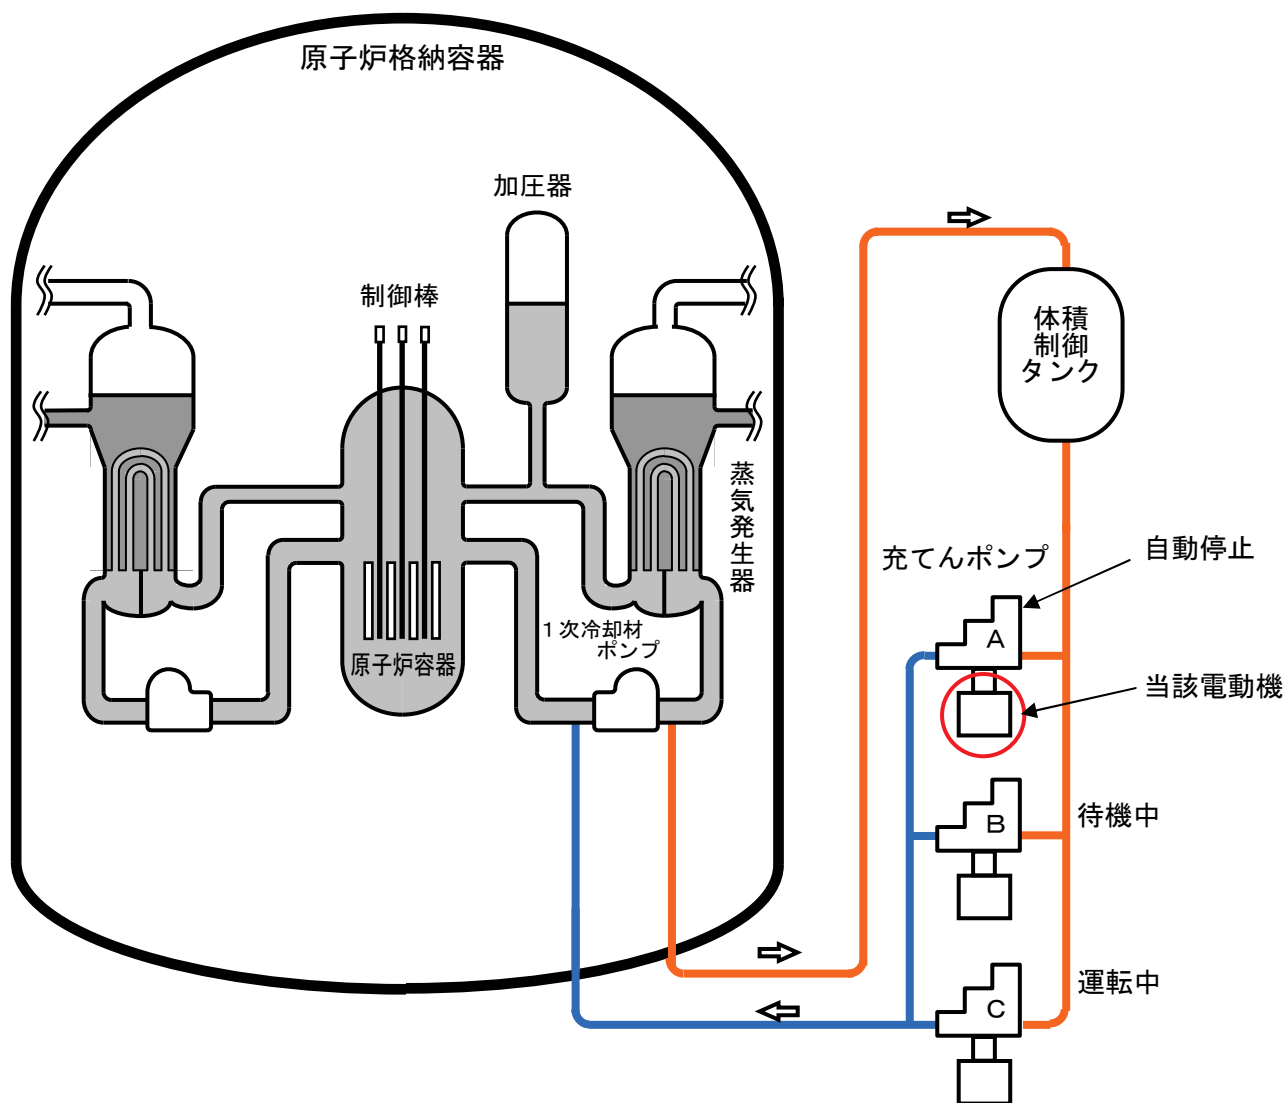 原子炉格納容器
加圧器
制御棒
体積
制御
タンク
蒸気発生器
充てんポンプ
自動停止
A
1次冷却材
ポンプ
原子炉容器
当該電動機
B
待機中
C
運転中